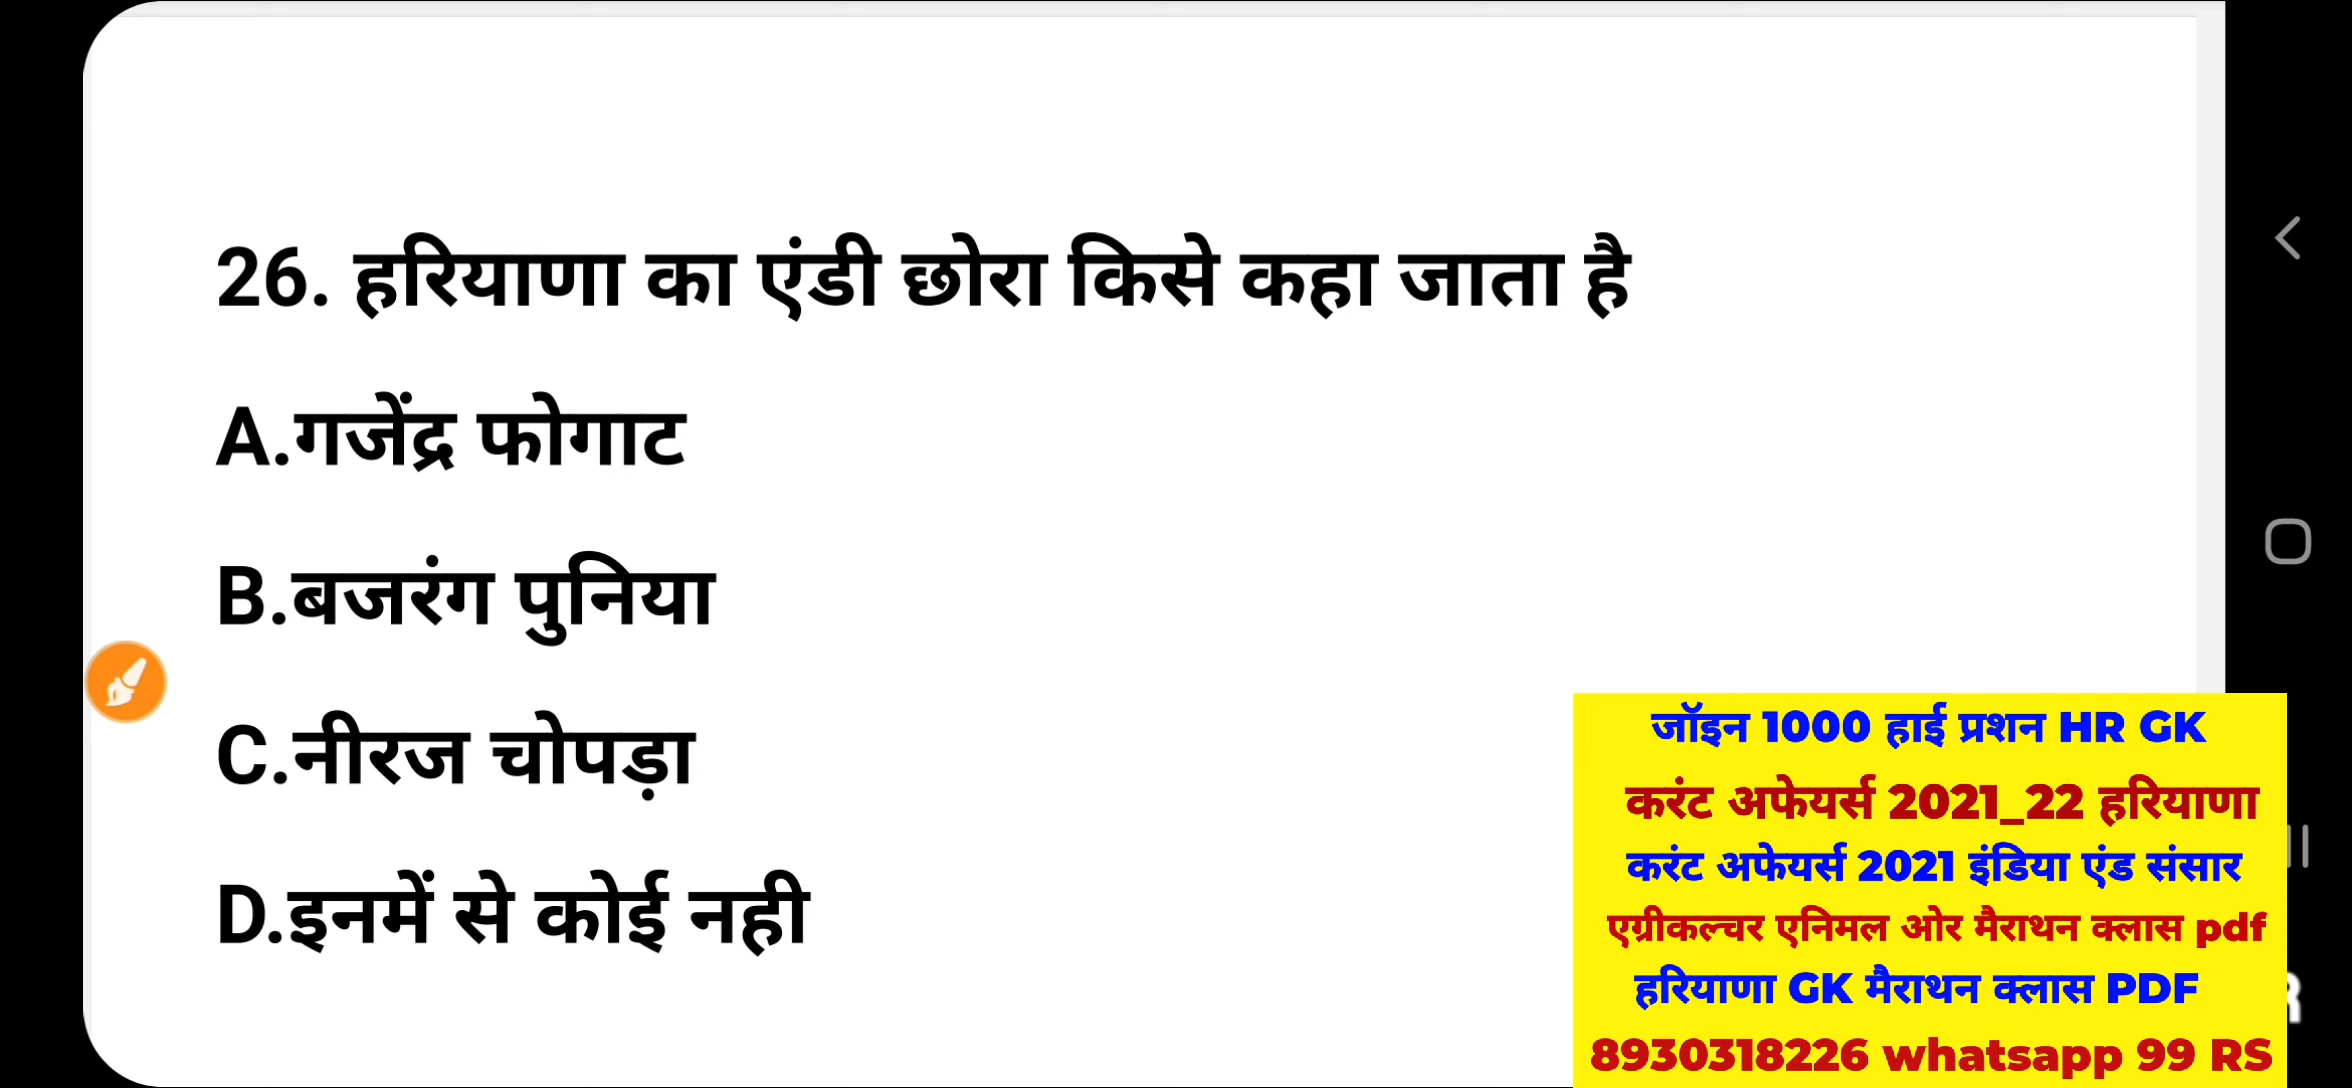 26. हरियाणा का एंडी छोरा किसे कहा जाता है
A.गजेंद्र फोगाट
B.बजरंग पुनिया
C.नीरज चोपड़ा
D.इनमें से कोई नही
जॉइन 1000 हाई प्रशन HR GK
करंट अफेयर्स 2021_22 हरियाणा
करंट अफेयर्स 2021 इंडिया एंड संसार
एग्रीकल्चर एनिमल ओर मैराथन क्लास pdf
हरियाणा GK मैराथन क्लास PDF
8930318226 whatsapp 99 RS